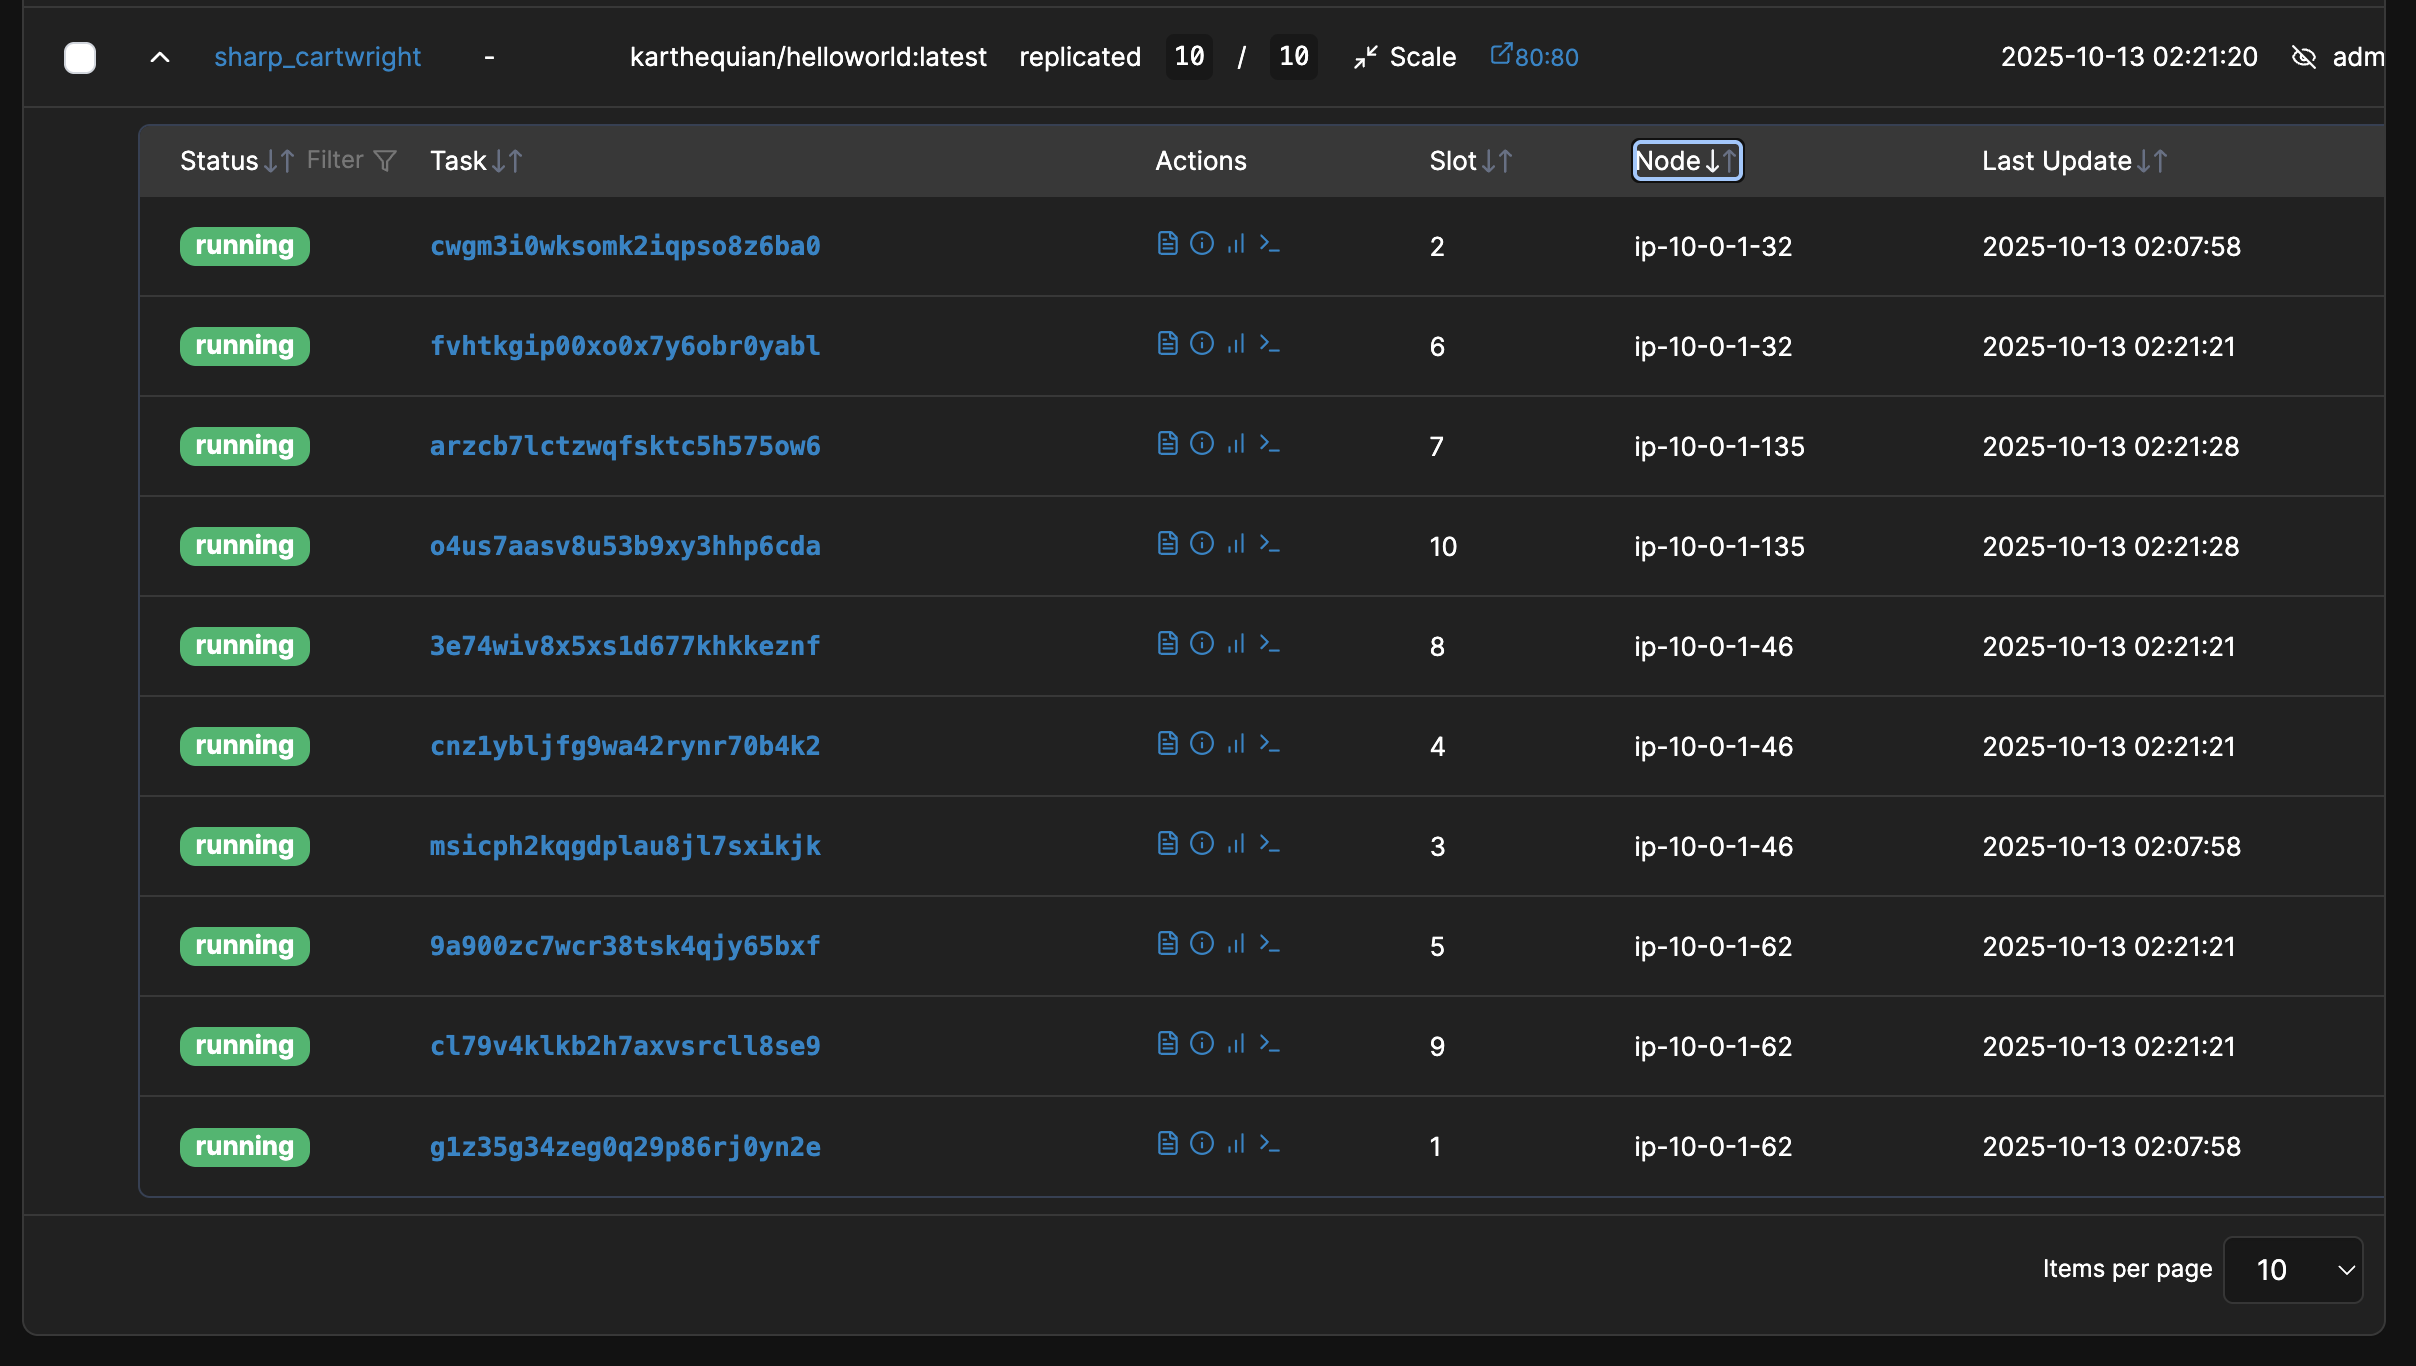 sharp_cartwright - karthequian/helloworld:latest replicated 10 / 10 Scale 80:80 2025-10-13 02:21:20 adm
Status Filter Task Actions Slot Node Last Update
running cwgm3i0wksomk2iqpso8z6ba0 2 ip-10-0-1-32 2025-10-13 02:07:58
running fvhtkgip00xo0x7y6obr0yabl 6 ip-10-0-1-32 2025-10-13 02:21:21
running arzcb7lctzwqfsktc5h575ow6 7 ip-10-0-1-135 2025-10-13 02:21:28
running o4us7aasv8u53b9xy3hhp6cda 10 ip-10-0-1-135 2025-10-13 02:21:28
running 3e74wiv8x5xs1d677khkkeznf 8 ip-10-0-1-46 2025-10-13 02:21:21
running cnz1ybljfg9wa42rynr70b4k2 4 ip-10-0-1-46 2025-10-13 02:21:21
running msicph2kqgdplau8jl7sxikjk 3 ip-10-0-1-46 2025-10-13 02:07:58
running 9a900zc7wcr38tsk4qjy65bxf 5 ip-10-0-1-62 2025-10-13 02:21:21
running cl79v4klkb2h7axvsrcll8se9 9 ip-10-0-1-62 2025-10-13 02:21:21
running g1z35g34zeg0q29p86rj0yn2e 1 ip-10-0-1-62 2025-10-13 02:07:58
Items per page 10